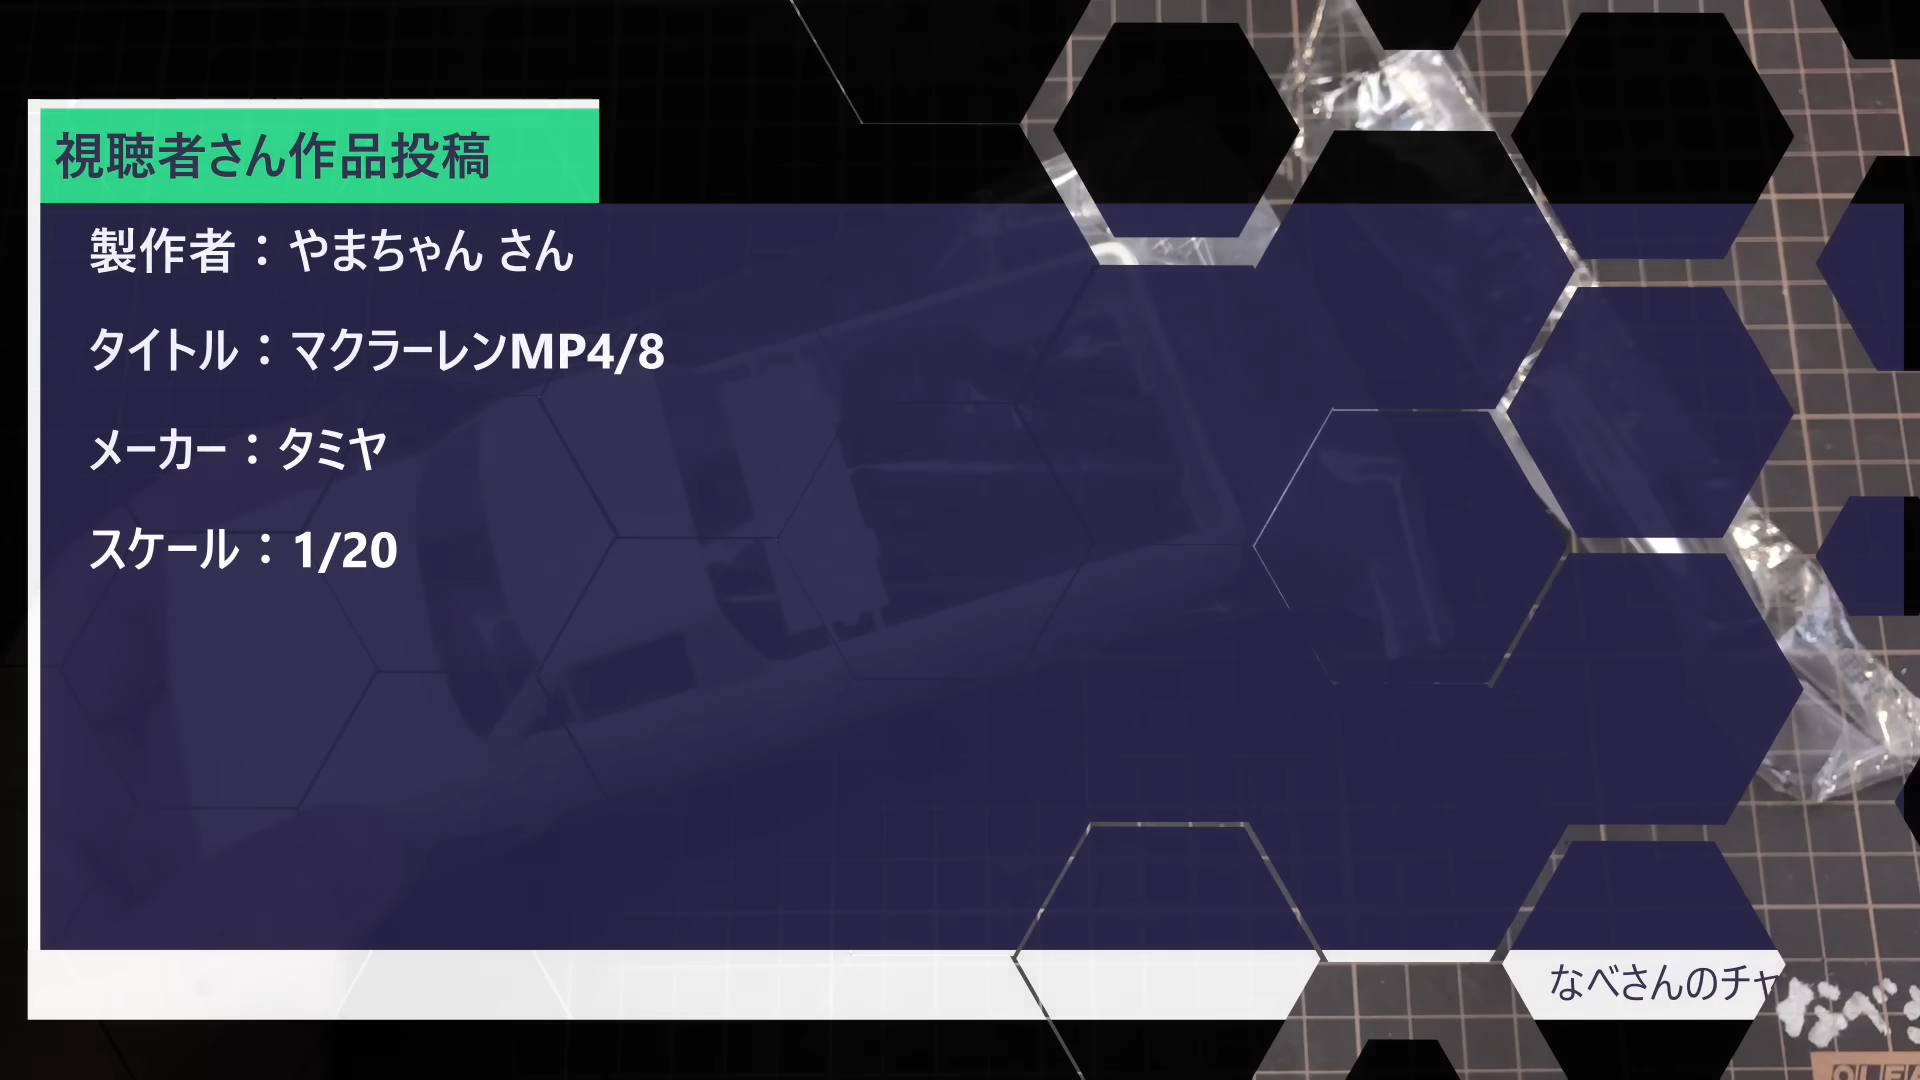 視聴者さん作品投稿
製作者：やまちゃん さん
タイトル：マクラーレンMP4/8
メーカー：タミヤ
スケール：1/20
なべさんのチャ